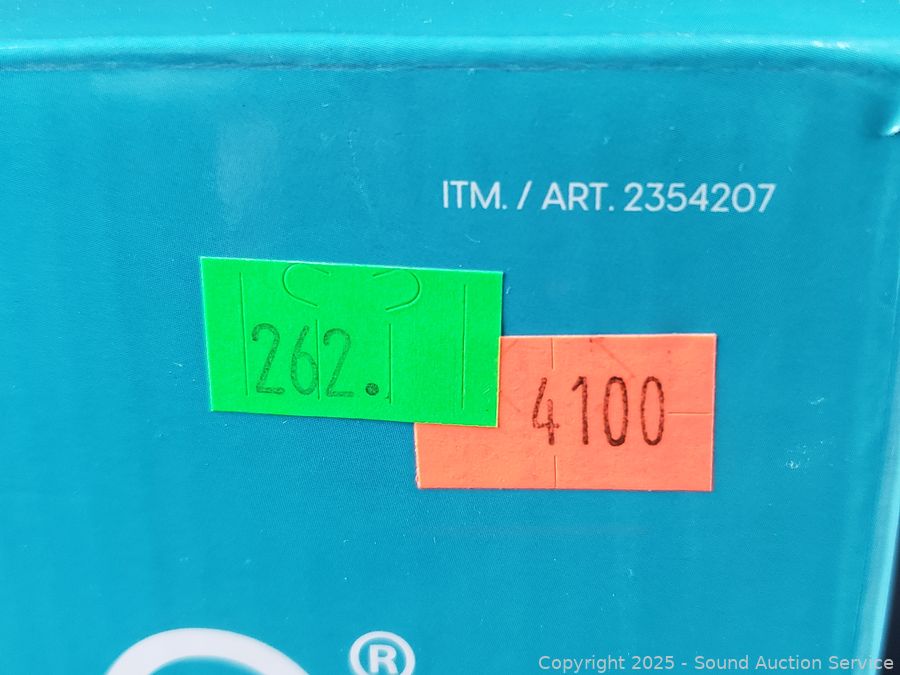 ITM. / ART. 2354207
262.
4100
®
Copyright 2025 - Sound Auction Service